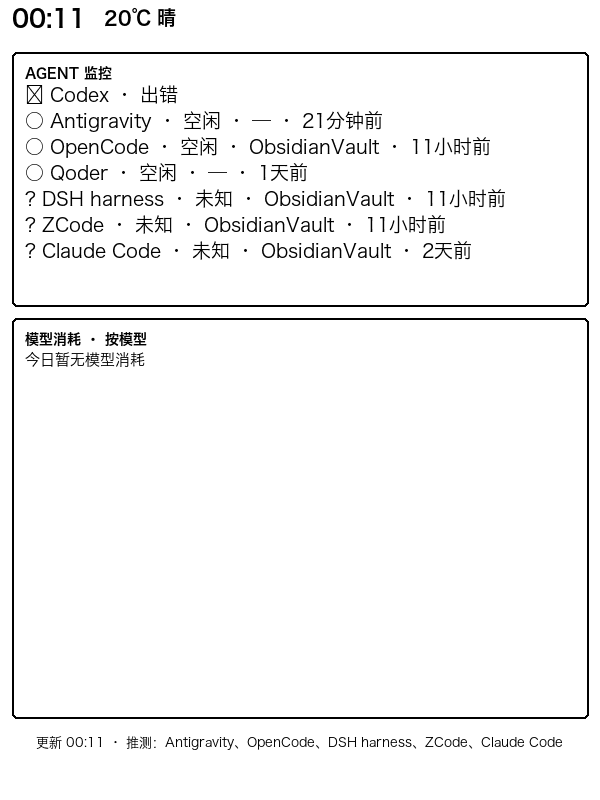 00:11 20℃ 晴
AGENT 监控
☒ Codex · 出错
○ Antigravity · 空闲 · — · 21分钟前
○ OpenCode · 空闲 · ObsidianVault · 11小时前
○ Qoder · 空闲 · — · 1天前
? DSH harness · 未知 · ObsidianVault · 11小时前
? ZCode · 未知 · ObsidianVault · 11小时前
? Claude Code · 未知 · ObsidianVault · 2天前
模型消耗 · 按模型
今日暂无模型消耗
更新 00:11 · 推测：Antigravity、OpenCode、DSH harness、ZCode、Claude Code